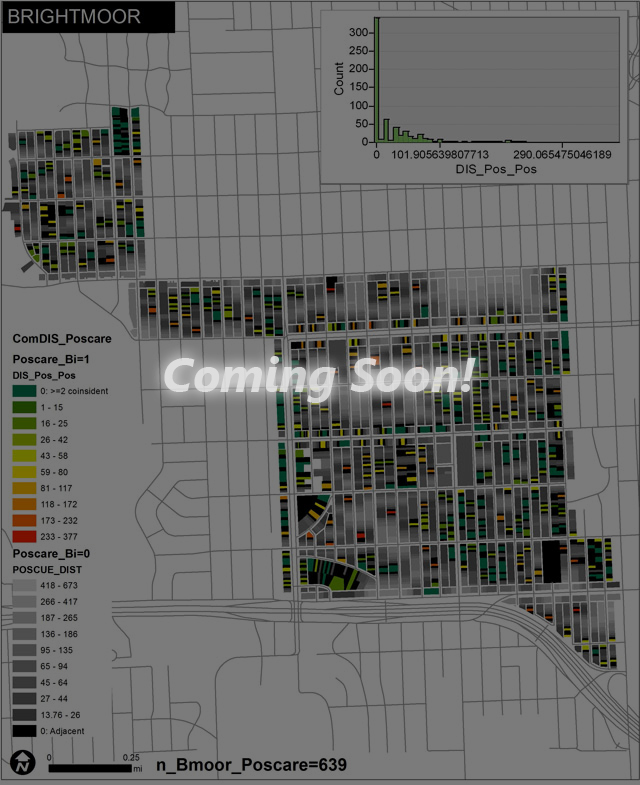 BRIGHTMOOR
300
250
200
150
100
50
0
Count
0 101.905639807713 290.065475046189
DIS_Pos_Pos
Coming Soon!
ComDIS_Poscare
Poscare_Bi=1
DIS_Pos_Pos
0: >=2 coinsident
1 - 15
16 - 25
26 - 42
43 - 58
59 - 80
81 - 117
118 - 172
173 - 232
233 - 377
Poscare_Bi=0
POSCUE_DIST
418 - 673
266 - 417
187 - 265
136 - 186
95 - 135
65 - 94
45 - 64
27 - 44
13.76 - 26
0: Adjacent
N
0 0.25
mi
n_Bmoor_Poscare=639